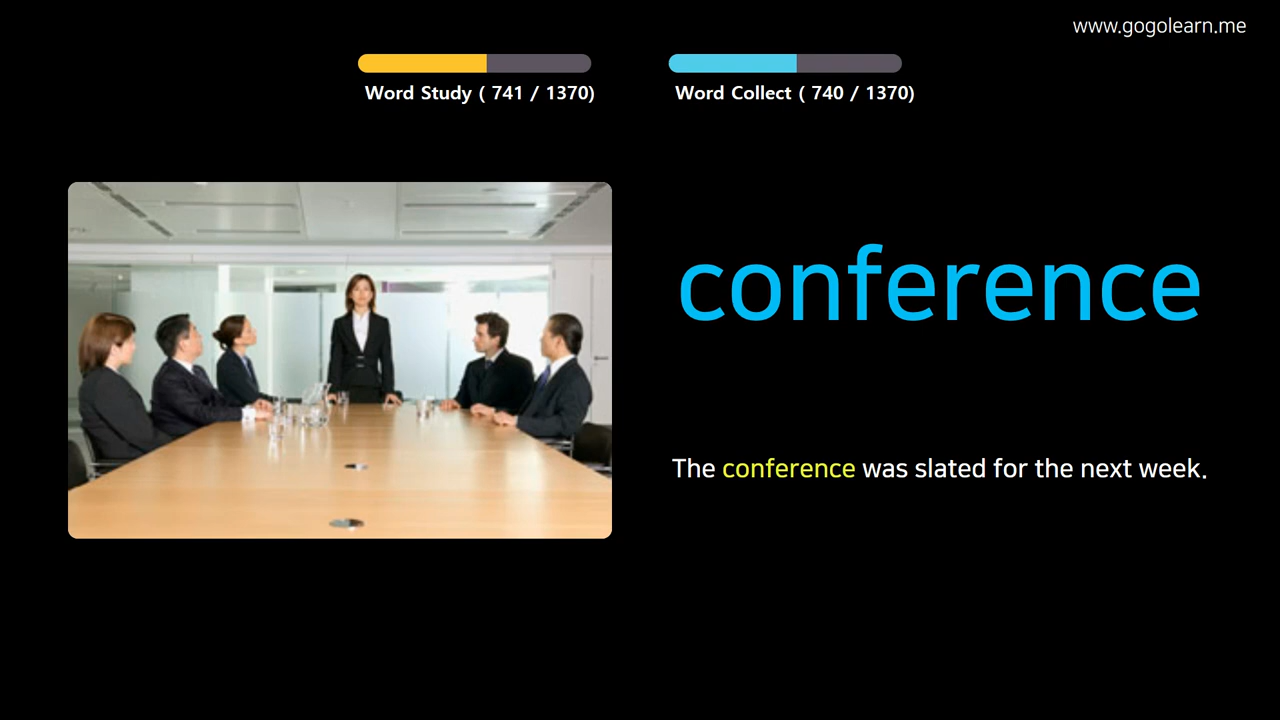 www.gogolearn.me
Word Study ( 741 / 1370)
Word Collect ( 740 / 1370)
conference
The conference was slated for the next week.